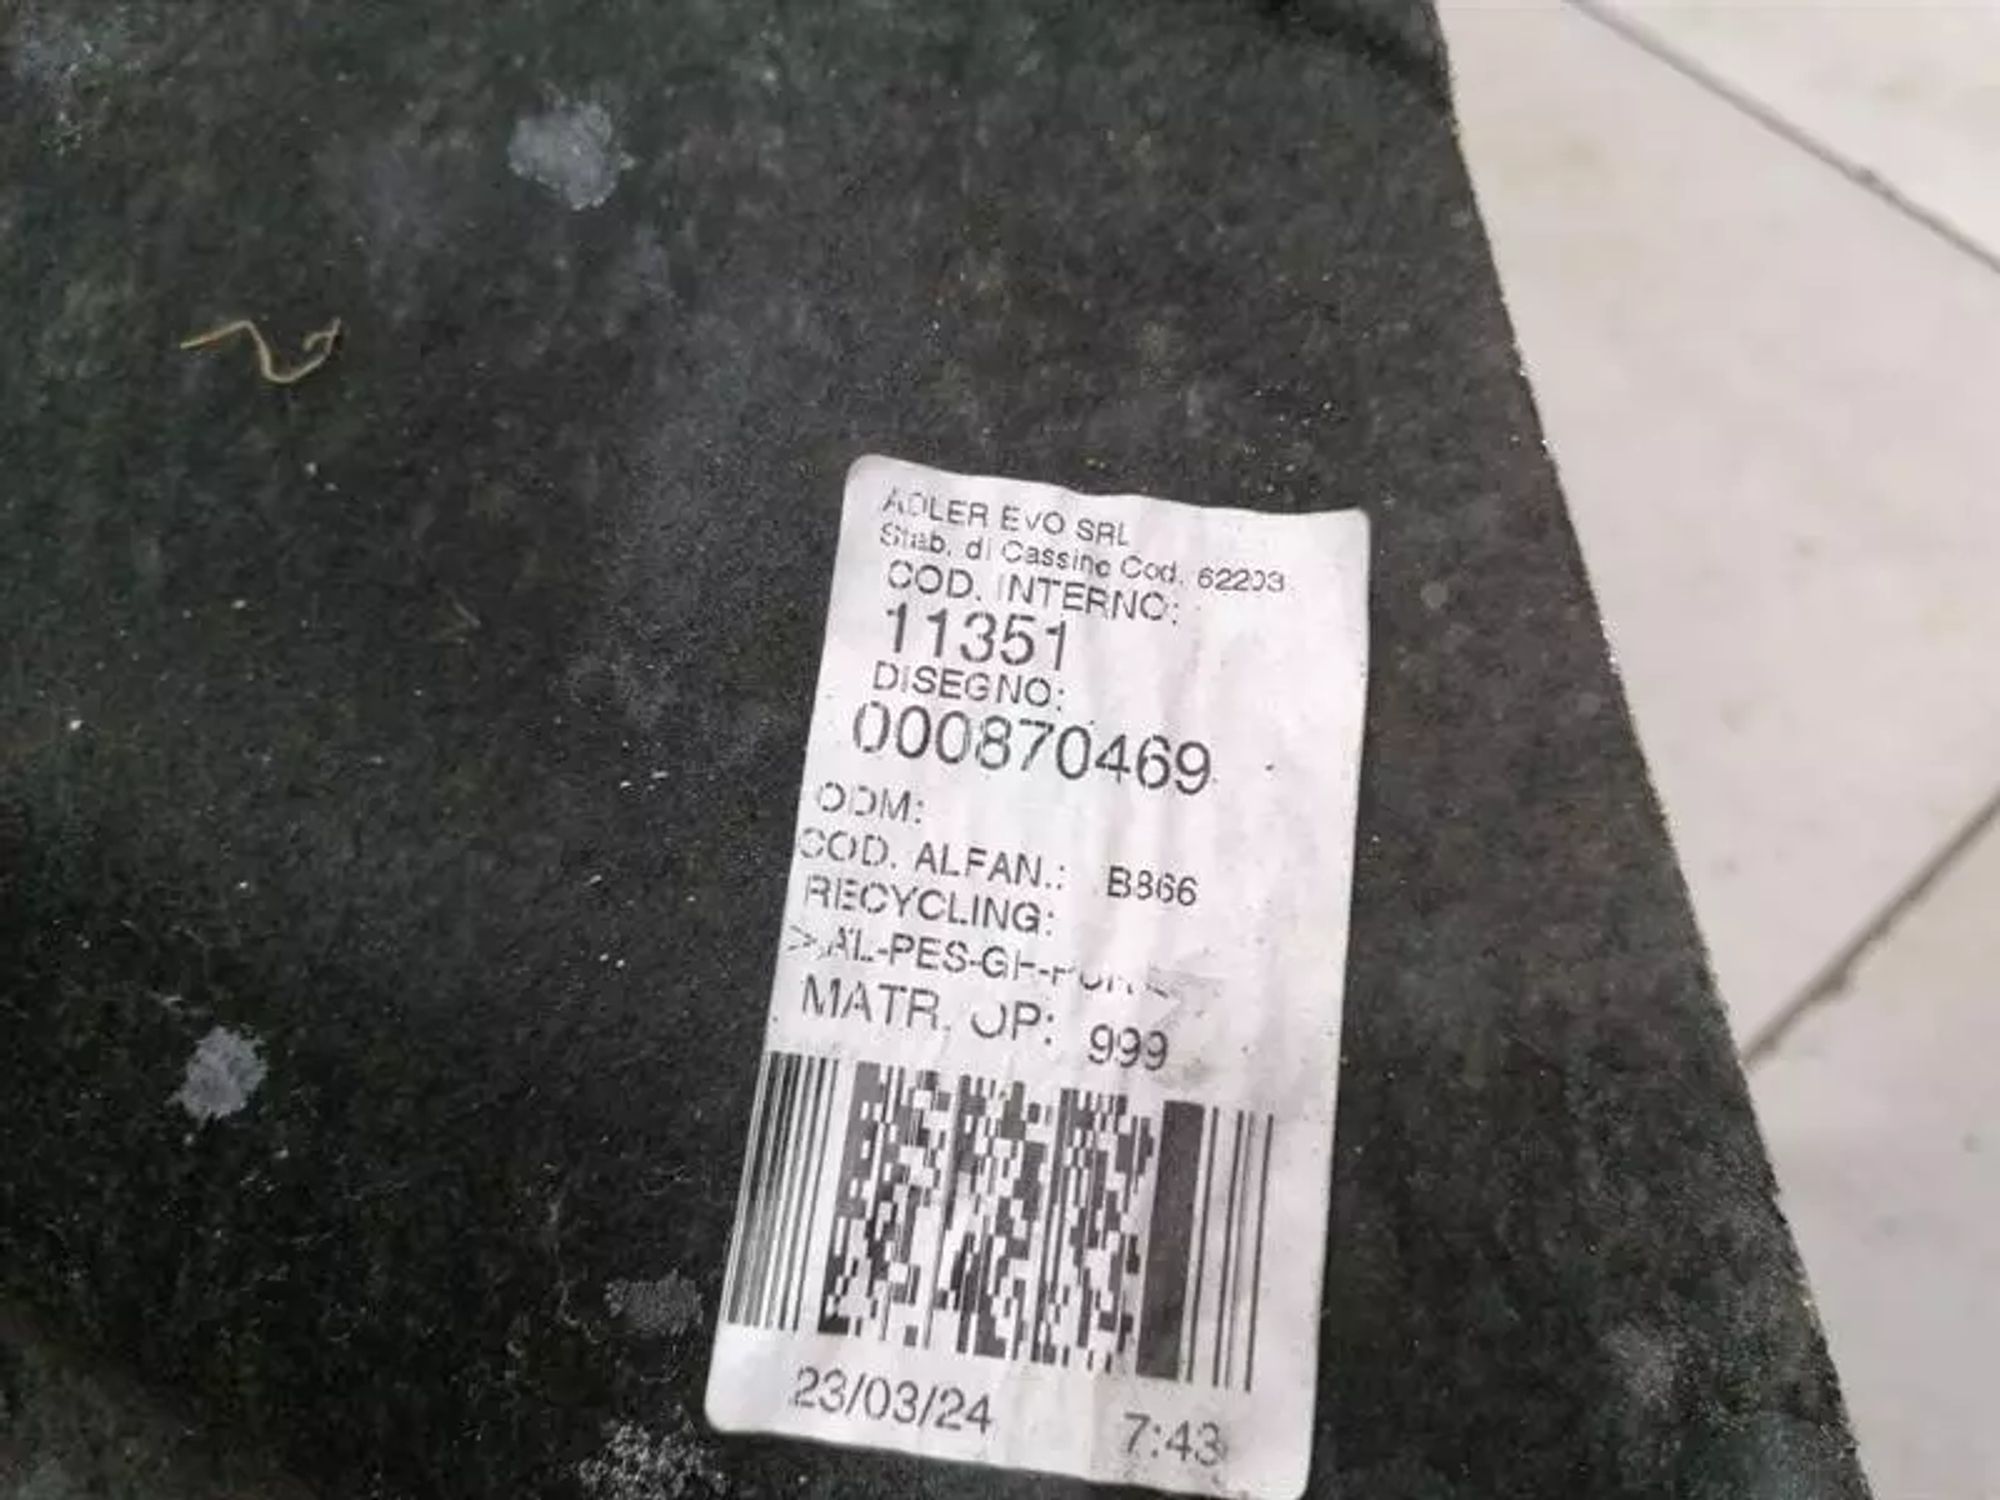 ADLER EVO SRL
Stab. di Cassino Cod. 62203
COD. INTERNO:
11351
DISEGNO:
000870469
ODM:
COD. ALFAN.: B866
RECYCLING:
MATR. OP: 999
23/03/24 7:43